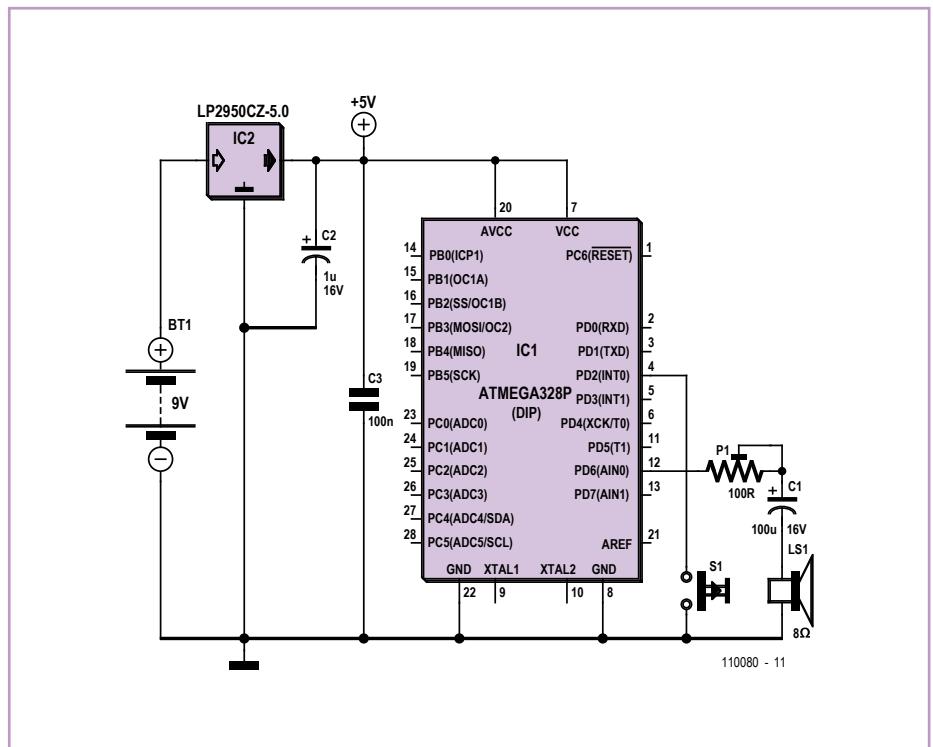 LP2950CZ-5.0
IC2
+5V
C2
1u
16V
BT1
9V
C3
100n
20
7
AVCC
VCC
14
PB0(ICP1)
15
PB1(OC1A)
16
PB2(SS/OC1B)
17
PB3(MOSI/OC2)
18
PB4(MISO)
19
PB5(SCK)
23
PC0(ADC0)
24
PC1(ADC1)
25
PC2(ADC2)
26
PC3(ADC3)
27
PC4(ADC4/SDA)
28
PC5(ADC5/SCL)
IC1
ATMEGA328P
(DIP)
PC6(RESET)
1
PD0(RXD)
2
PD1(TXD)
3
PD2(INT0)
4
PD3(INT1)
5
PD4(XCK/T0)
6
PD5(T1)
11
PD6(AIN0)
12
PD7(AIN1)
13
AREF
21
GND
XTAL1
XTAL2
GND
22
9
10
8
P1
100R
C1
100u
16V
LS1
8Ω
S1
110080 - 11